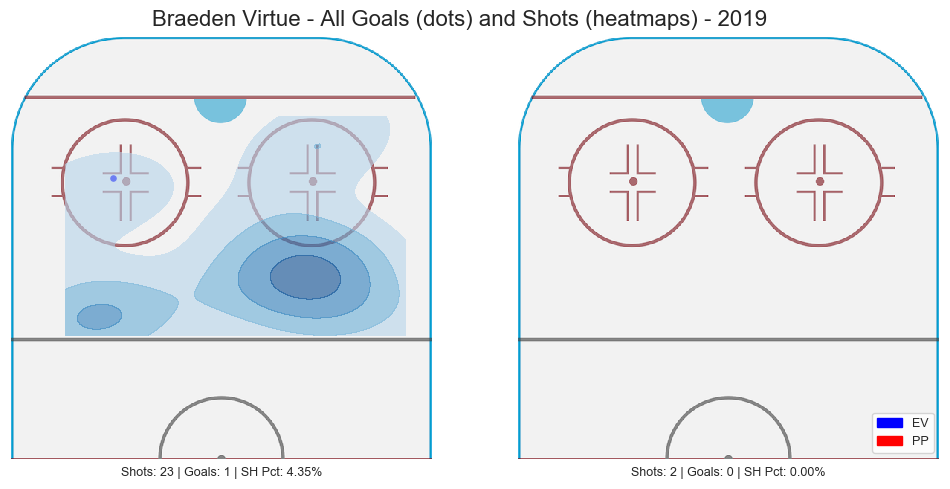 Braeden Virtue - All Goals (dots) and Shots (heatmaps) - 2019
EV
PP
Shots: 23 | Goals: 1 | SH Pct: 4.35%
Shots: 2 | Goals: 0 | SH Pct: 0.00%